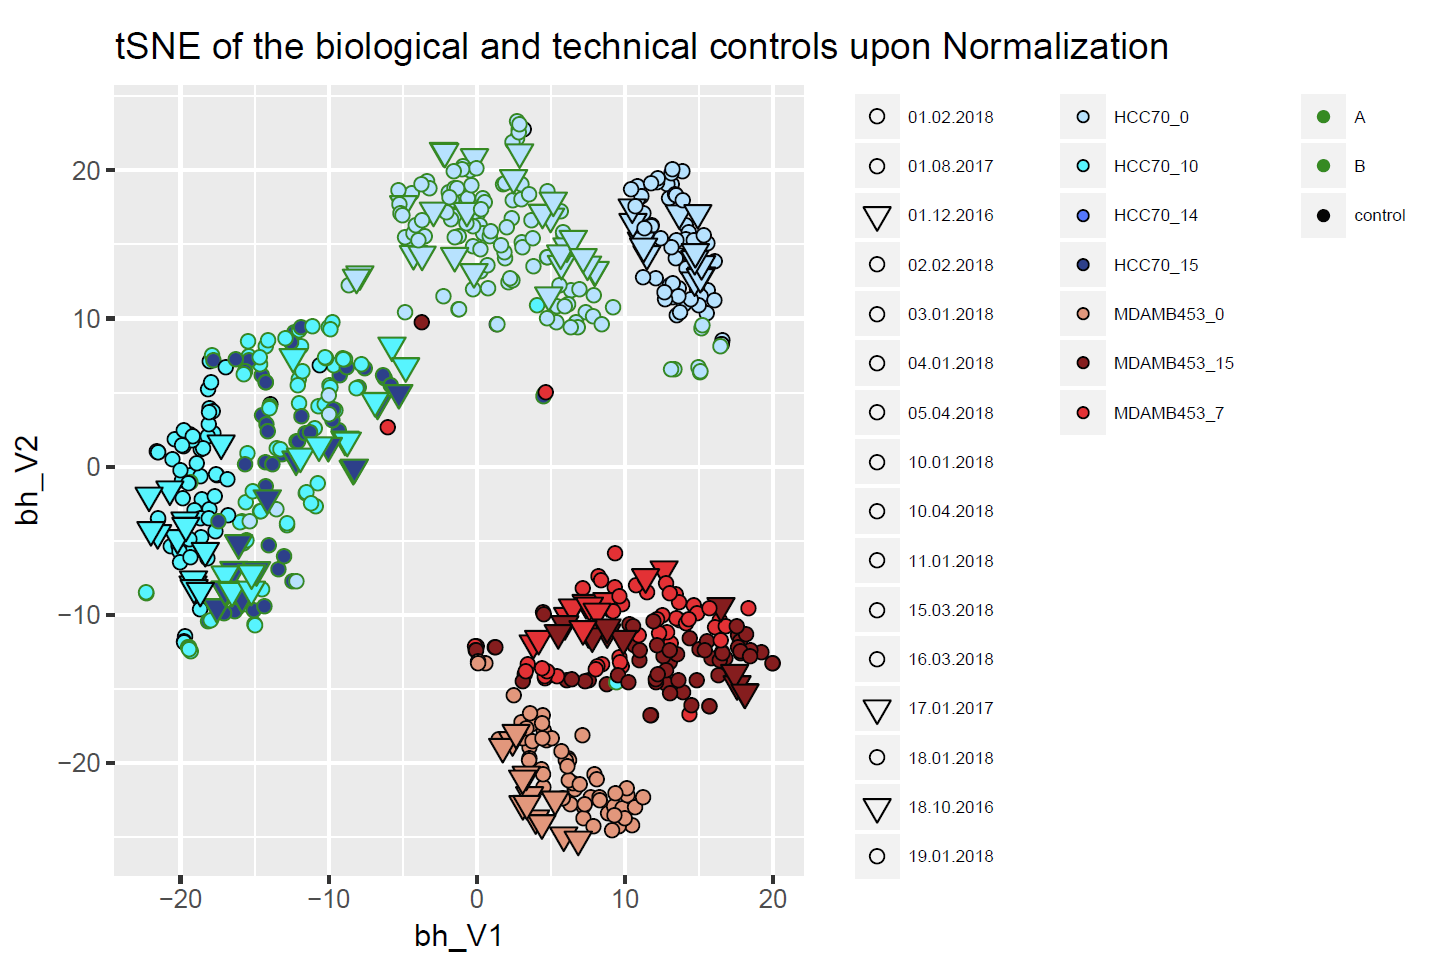 tSNE of the biological and technical controls upon Normalization
20
10
0
−10
−20
bh_V2
−20
−10
0
10
20
bh_V1
01.02.2018
01.08.2017
01.12.2016
02.02.2018
03.01.2018
04.01.2018
05.04.2018
10.01.2018
10.04.2018
11.01.2018
15.03.2018
16.03.2018
17.01.2017
18.01.2018
18.10.2016
19.01.2018
HCC70_0
HCC70_10
HCC70_14
HCC70_15
MDAMB453_0
MDAMB453_15
MDAMB453_7
A
B
control